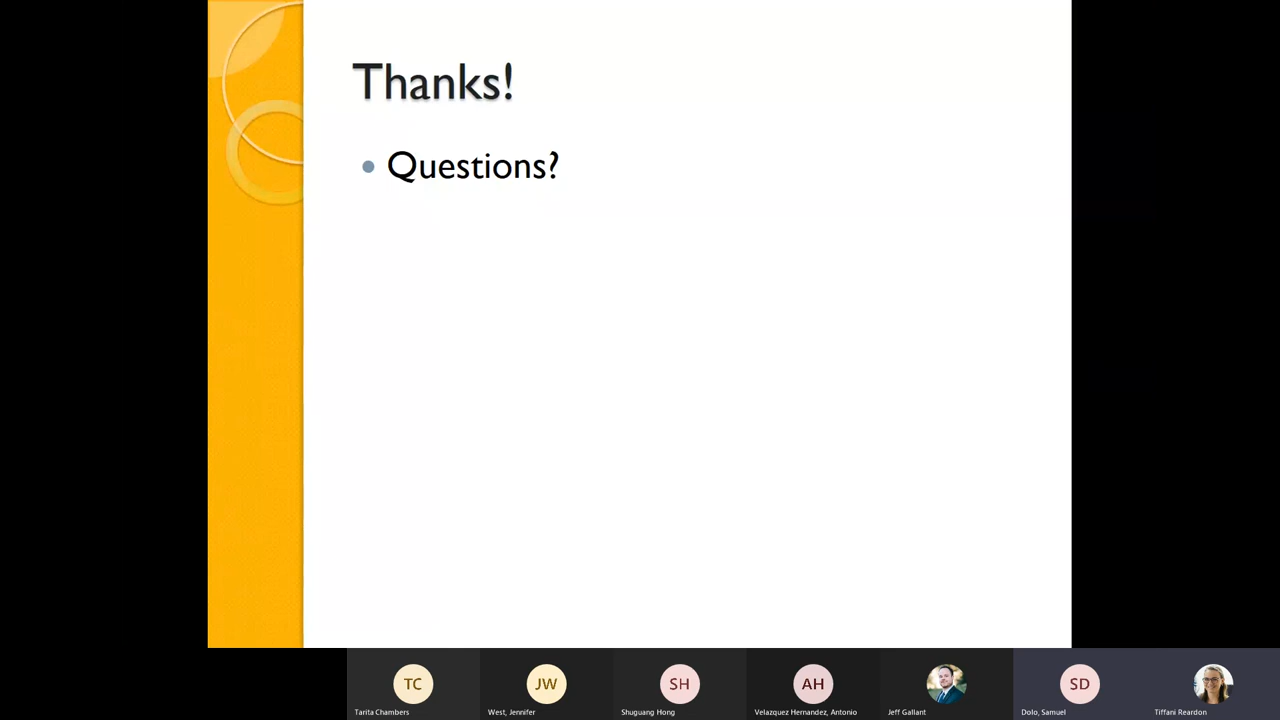 Thanks!
Questions?
TC
JW
SH
AH
SD
Tarita Chambers
West, Jennifer
Shuguang Hong
Velazquez Hernandez, Antonio
Jeff Gallant
Dolo, Samuel
Tiffani Reardon